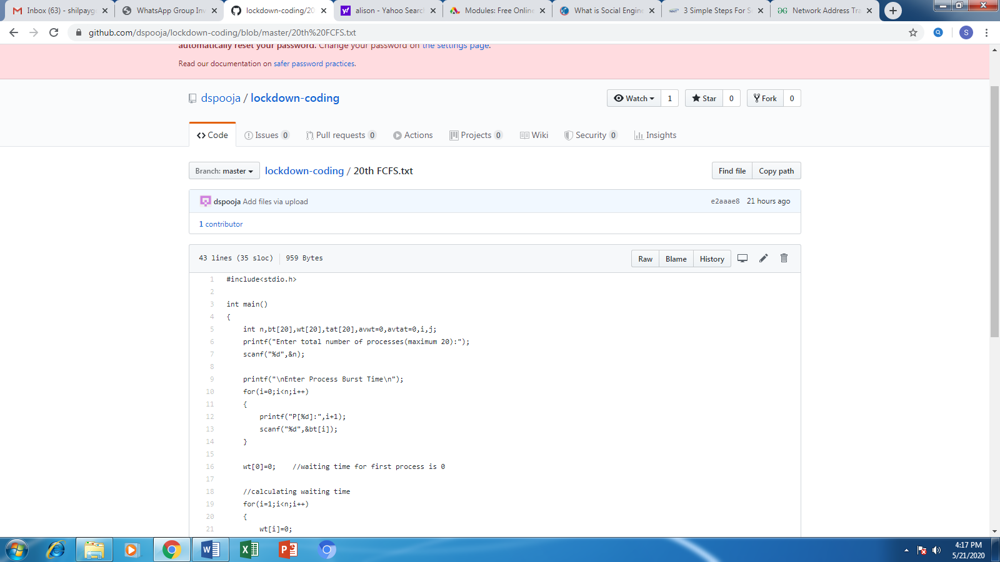 Inbox (63) - shilpayg
WhatsApp Group Inv
lockdown-coding/20
alison - Yahoo Searc
Modules: Free Online
What is Social Engine
3 Simple Steps For S
Network Address Tra
github.com/dspooja/lockdown-coding/blob/master/20th%20FCFS.txt
S
automatically reset your password. Change your password on the settings page.
Read our documentation on safer password practices.
dspooja / lockdown-coding
Watch 1
Star 0
Fork 0
Code
Issues 0
Pull requests 0
Actions
Projects 0
Wiki
Security 0
Insights
Branch: master
lockdown-coding / 20th FCFS.txt
Find file
Copy path
dspooja Add files via upload
e2aaae8 21 hours ago
1 contributor
43 lines (35 sloc) 959 Bytes
Raw
Blame
History
1 #include<stdio.h>
2
3 int main()
4 {
5 int n,bt[20],wt[20],tat[20],avwt=0,avtat=0,i,j;
6 printf("Enter total number of processes(maximum 20):");
7 scanf("%d",&n);
8
9 printf("\nEnter Process Burst Time\n");
10 for(i=0;i<n;i++)
11 {
12 printf("P[%d]:",i+1);
13 scanf("%d",&bt[i]);
14 }
15
16 wt[0]=0; //waiting time for first process is 0
17
18 //calculating waiting time
19 for(i=1;i<n;i++)
20 {
21 wt[i]=0;
4:17 PM
5/21/2020